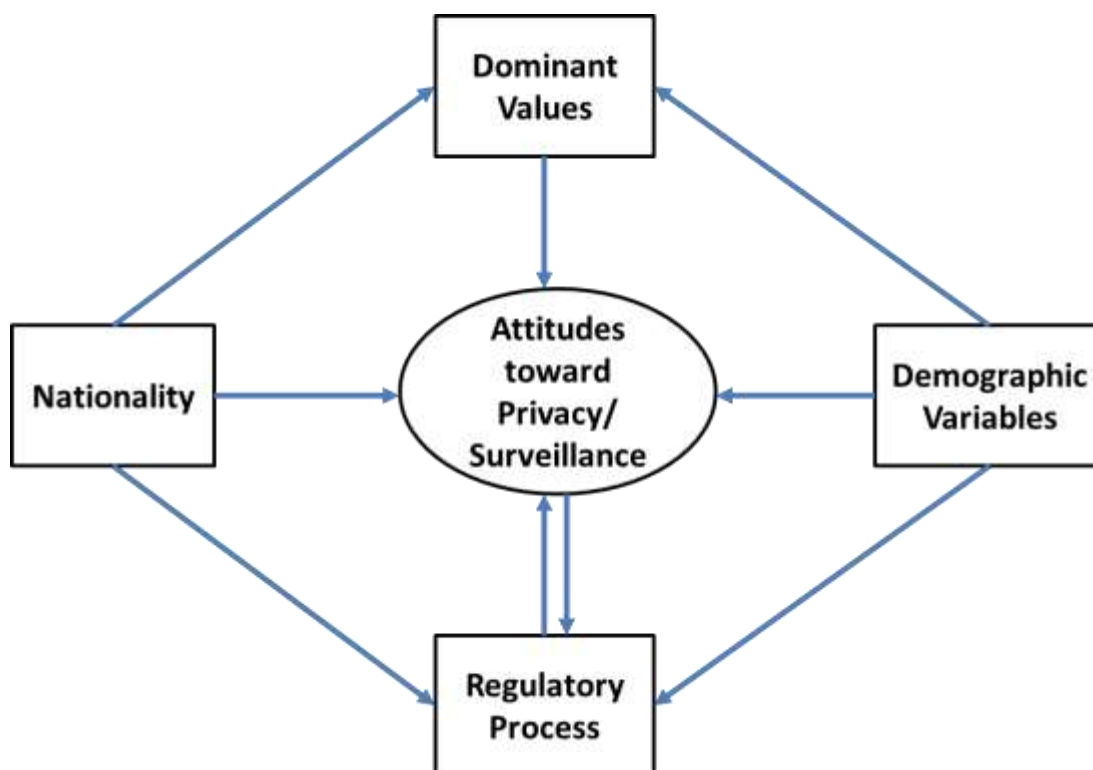 Dominant
Values
Nationality
Attitudes
toward
Privacy/
Surveillance
Demographic
Variables
Regulatory
Process